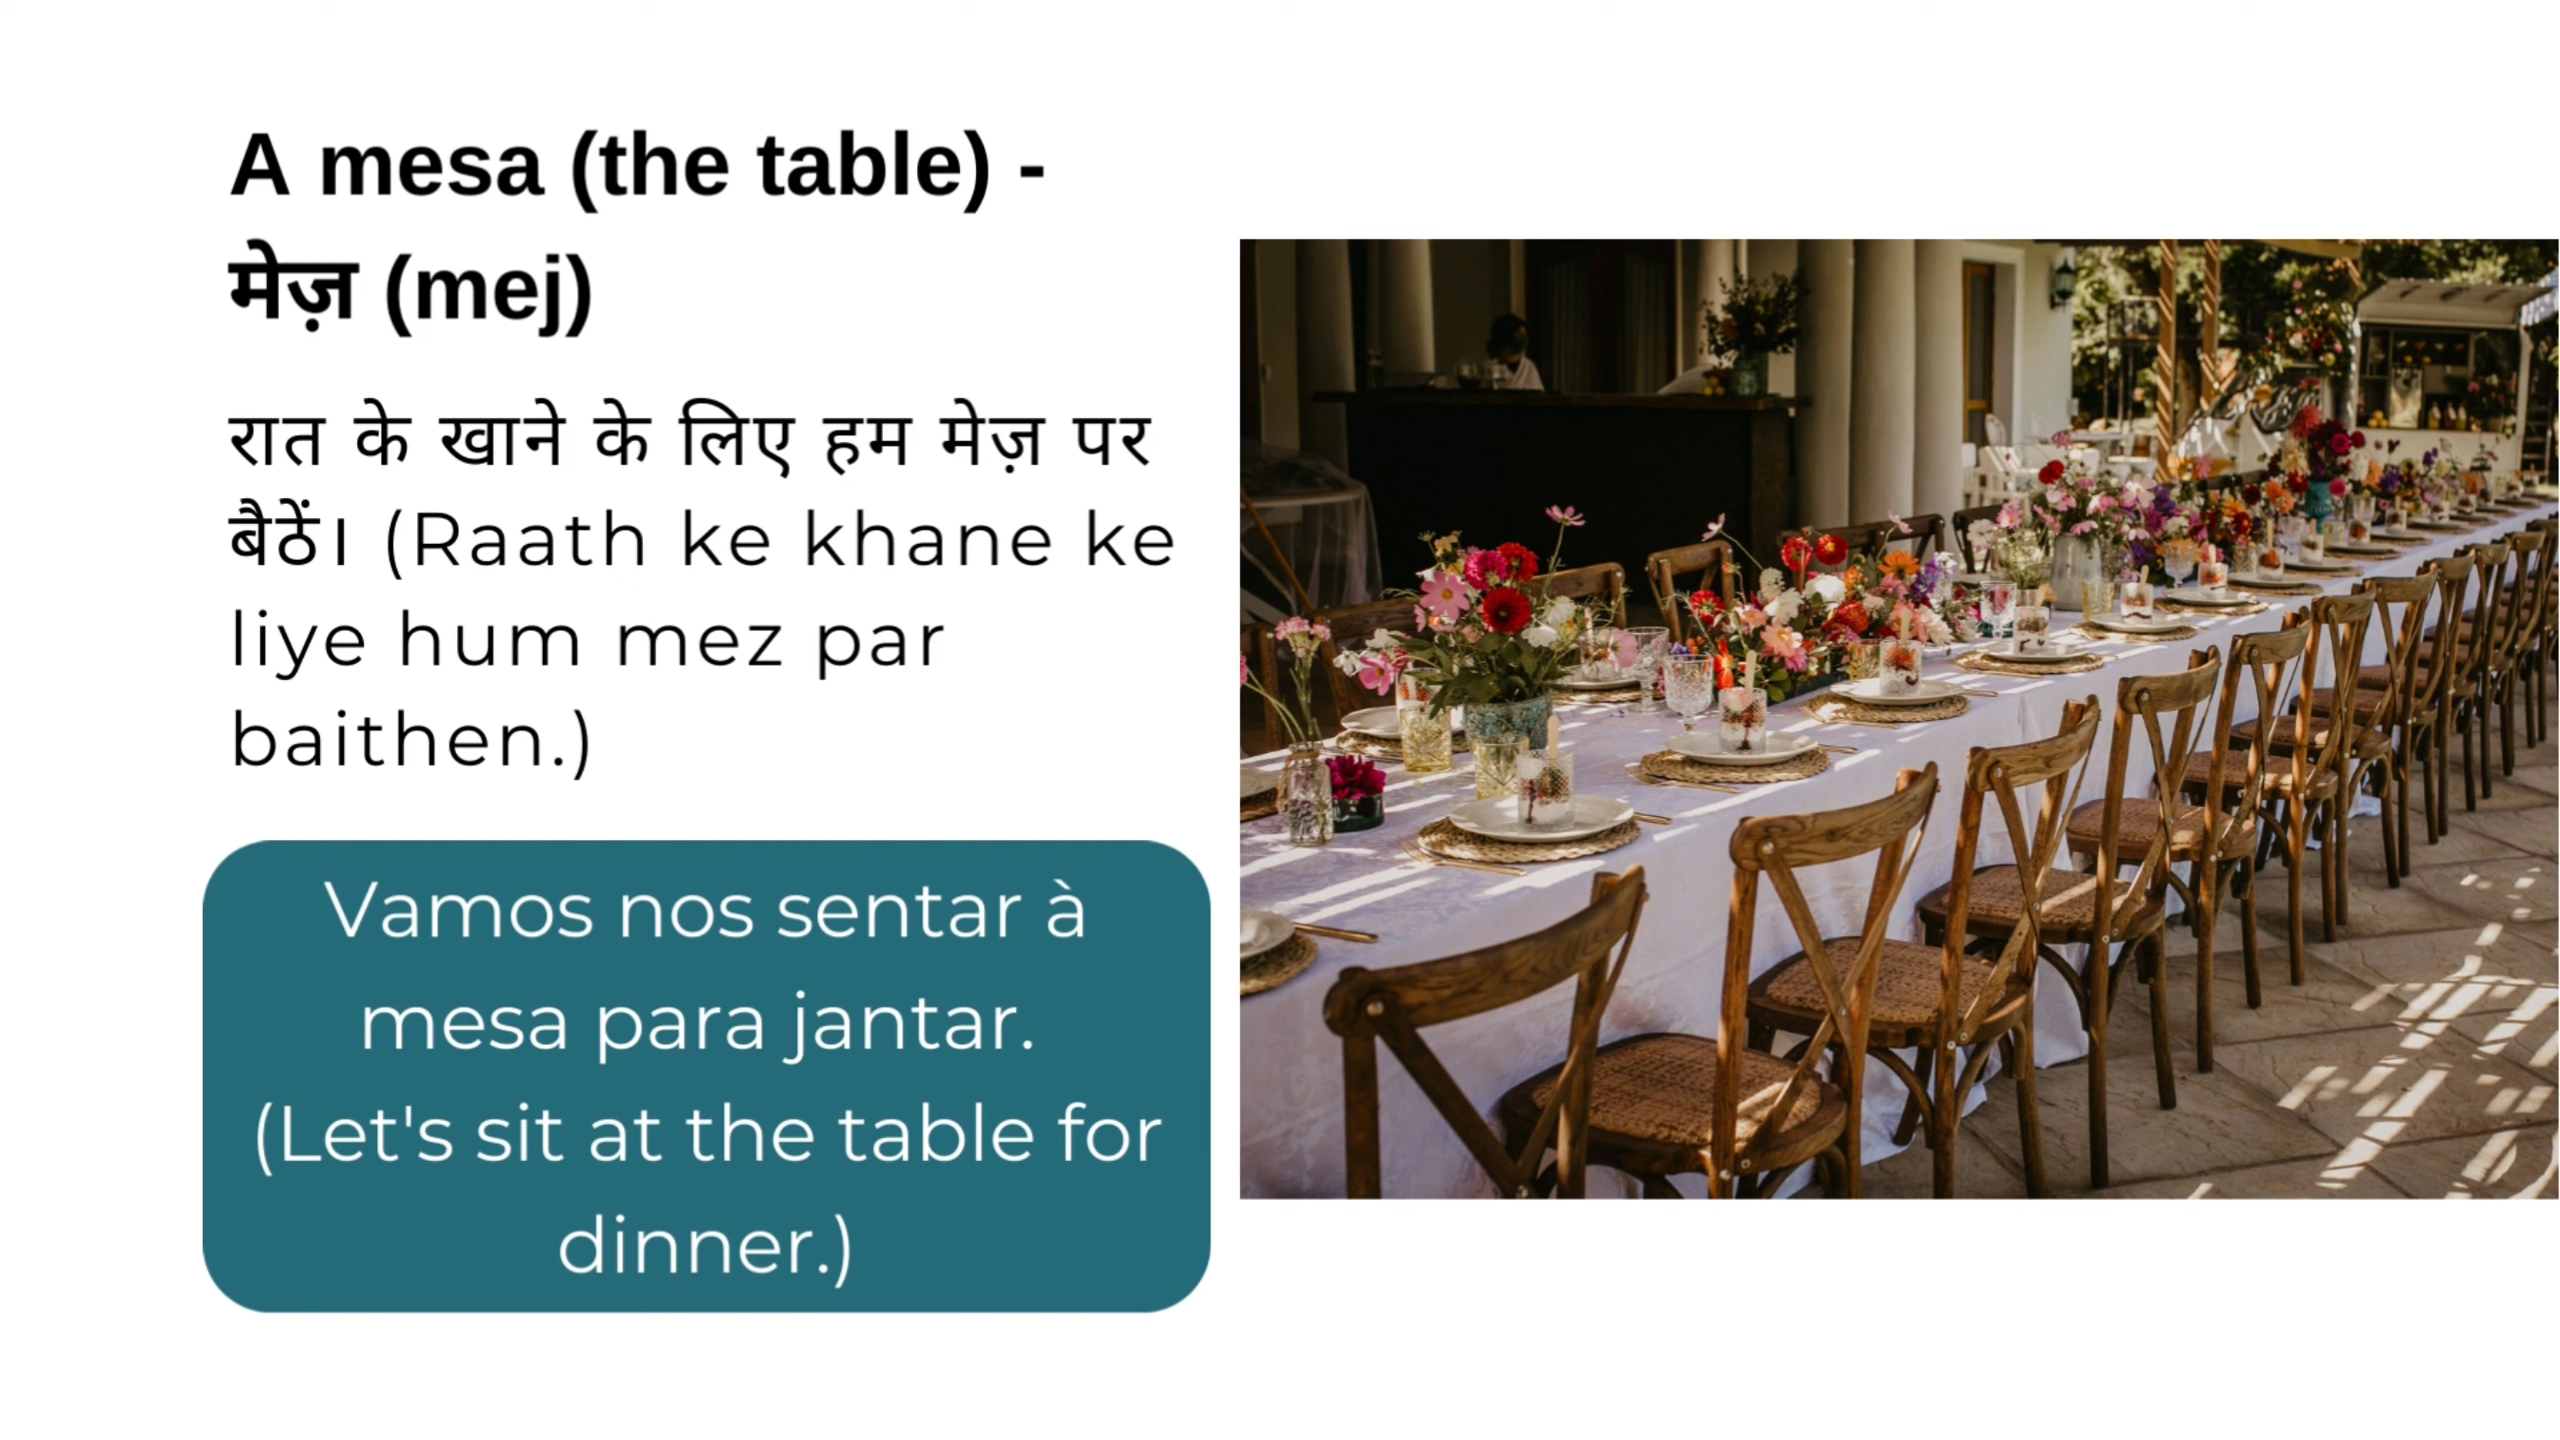 A mesa (the table) -
मेज़ (mej)
रात के खाने के लिए हम मेज़ पर
बैठें। (Raath ke khane ke
liye hum mez par
baithen.)
Vamos nos sentar à
mesa para jantar.
(Let's sit at the table for
dinner.)